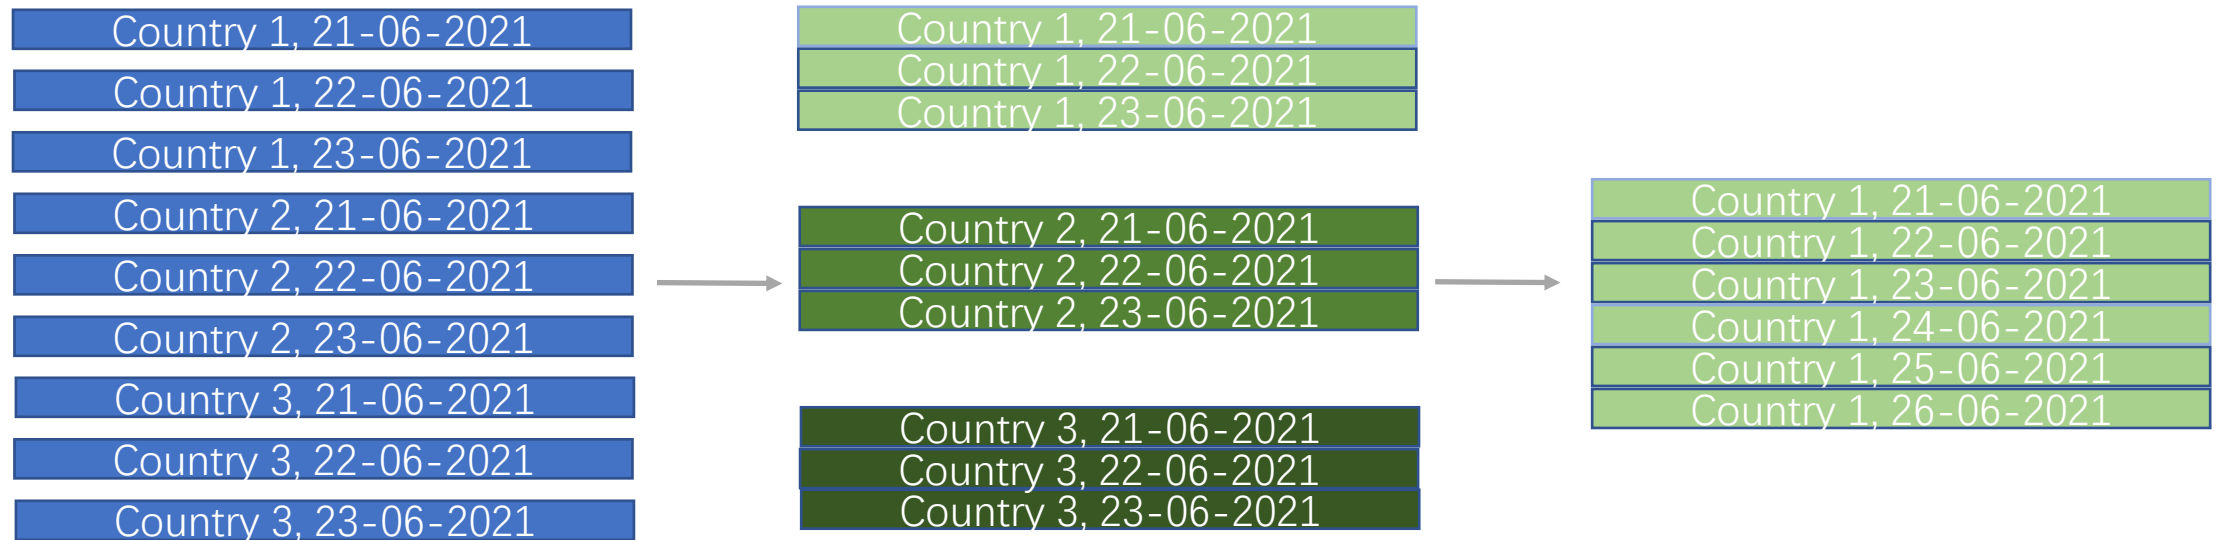 Country 1, 21-06-2021
Country 1, 22-06-2021
Country 1, 23-06-2021
Country 2, 21-06-2021
Country 2, 22-06-2021
Country 2, 23-06-2021
Country 3, 21-06-2021
Country 3, 22-06-2021
Country 3, 23-06-2021
Country 1, 21-06-2021
Country 1, 22-06-2021
Country 1, 23-06-2021
Country 2, 21-06-2021
Country 2, 22-06-2021
Country 2, 23-06-2021
Country 3, 21-06-2021
Country 3, 22-06-2021
Country 3, 23-06-2021
Country 1, 21-06-2021
Country 1, 22-06-2021
Country 1, 23-06-2021
Country 1, 24-06-2021
Country 1, 25-06-2021
Country 1, 26-06-2021